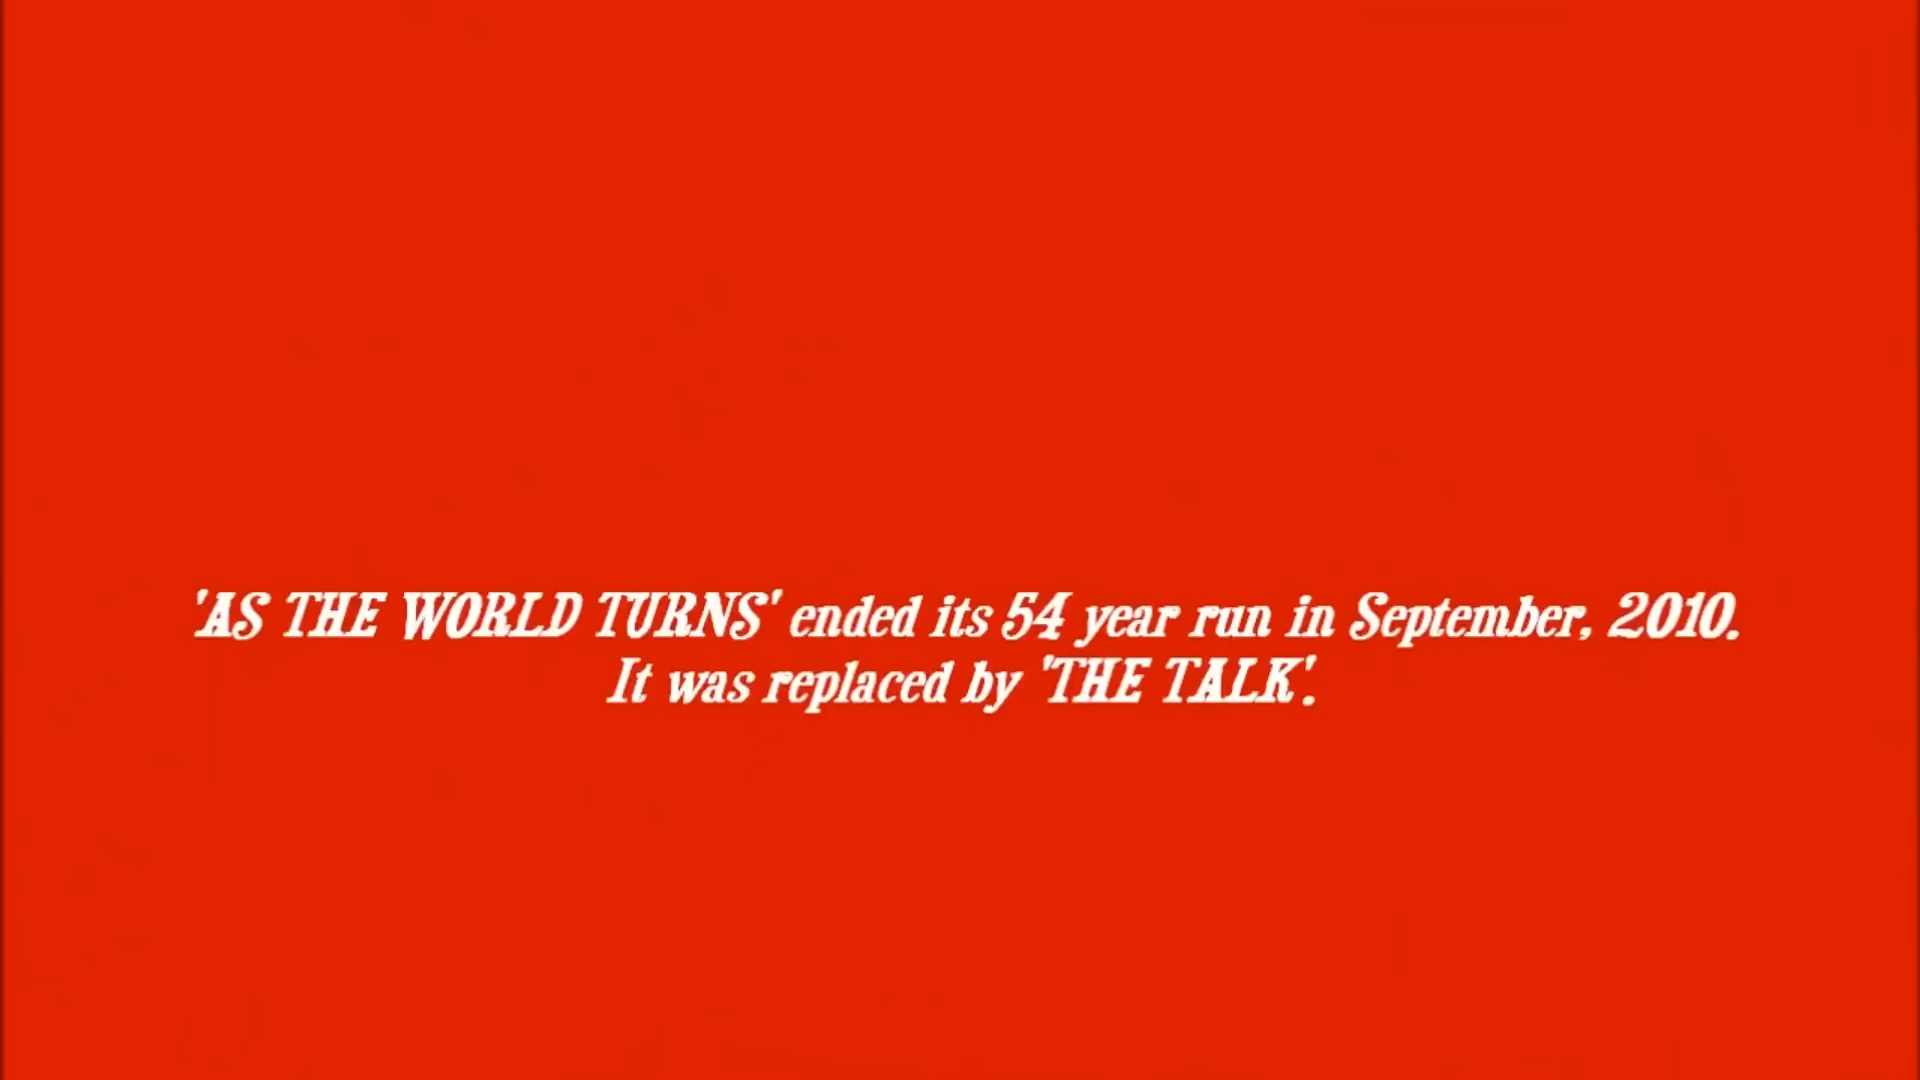 'AS THE WORLD TURNS' ended its 54 year run in September, 2010.
It was replaced by 'THE TALK'.